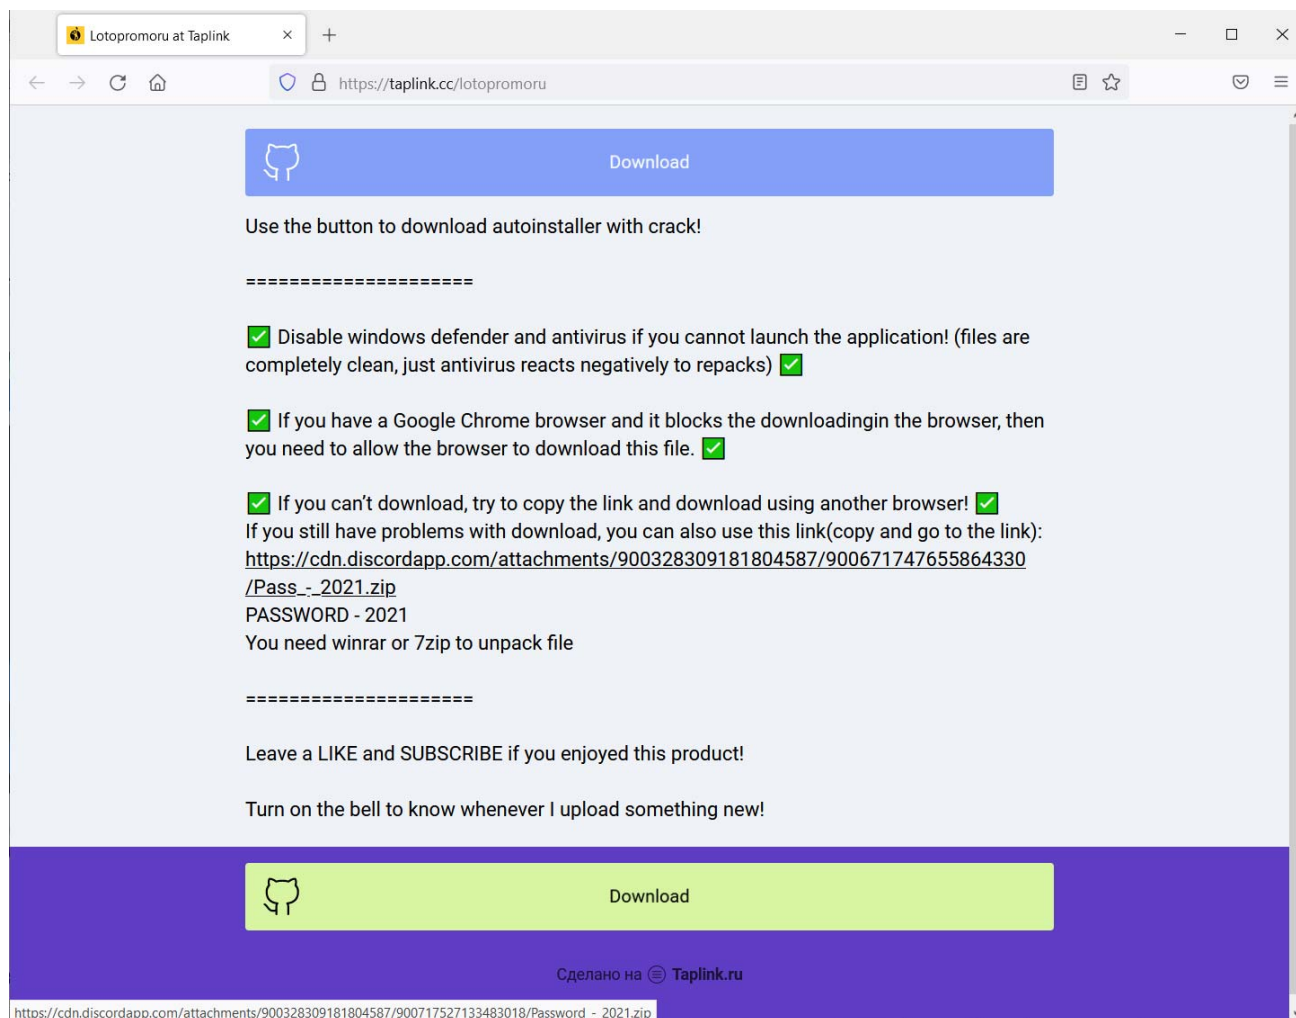 Lotopromoru at Taplink
https://taplink.cc/lotopromoru
Download
Use the button to download autoinstaller with crack!
=====================
✅ Disable windows defender and antivirus if you cannot launch the application! (files are
completely clean, just antivirus reacts negatively to repacks) ✅
✅ If you have a Google Chrome browser and it blocks the downloadingin the browser, then
you need to allow the browser to download this file. ✅
✅ If you can’t download, try to copy the link and download using another browser! ✅
If you still have problems with download, you can also use this link(copy and go to the link):
https://cdn.discordapp.com/attachments/900328309181804587/900671747655864330
/Pass_-_2021.zip
PASSWORD - 2021
You need winrar or 7zip to unpack file
=====================
Leave a LIKE and SUBSCRIBE if you enjoyed this product!
Turn on the bell to know whenever I upload something new!
Download
Сделано на Taplink.ru
https://cdn.discordapp.com/attachments/900328309181804587/900717527133483018/Password_-_2021.zip